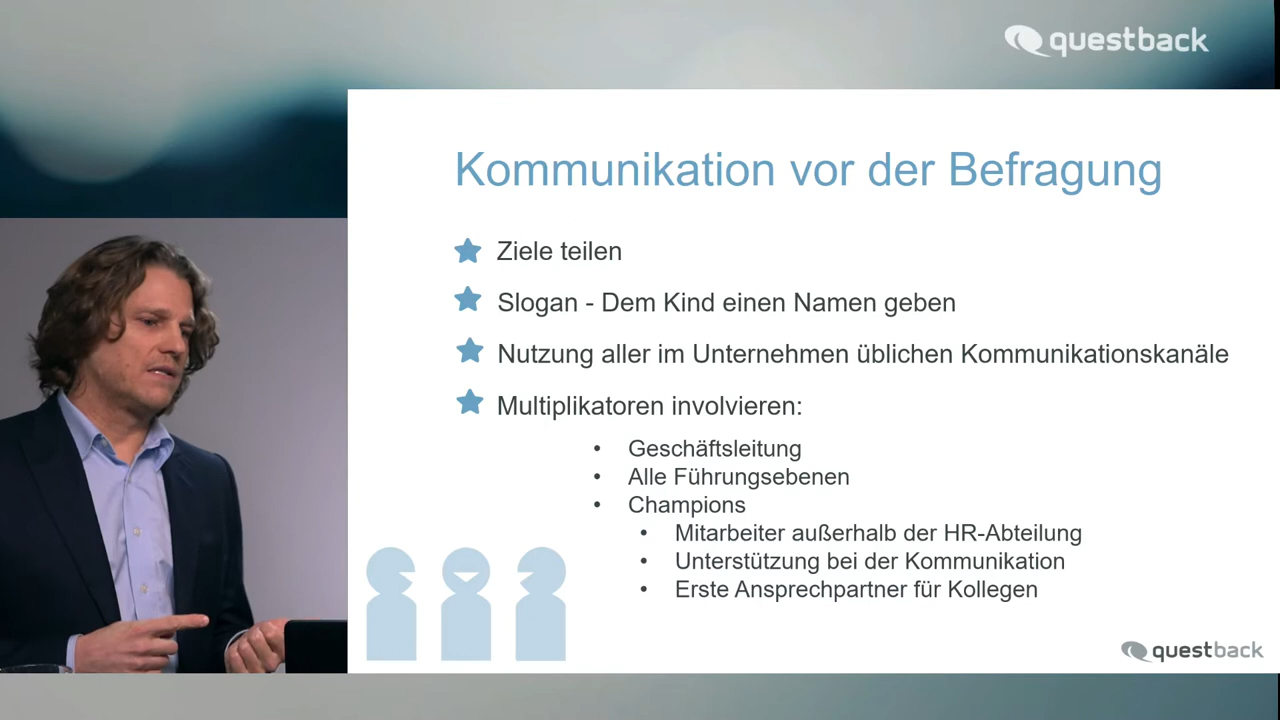 questback
Kommunikation vor der Befragung
Ziele teilen
Slogan - Dem Kind einen Namen geben
Nutzung aller im Unternehmen üblichen Kommunikationskanäle
Multiplikatoren involvieren:
• Geschäftsleitung
• Alle Führungsebenen
• Champions
• Mitarbeiter außerhalb der HR-Abteilung
• Unterstützung bei der Kommunikation
• Erste Ansprechpartner für Kollegen
questback